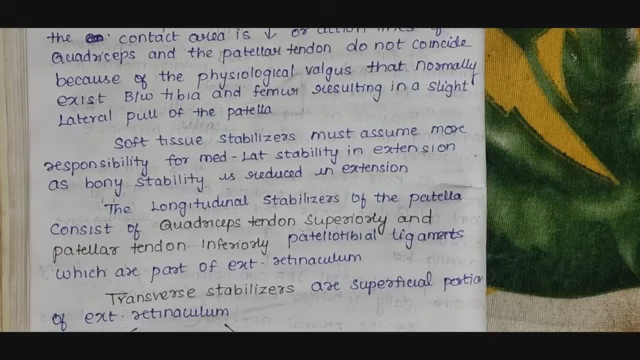 the contact area is ↓ or action lines of
Quadriceps and the patellar tendon do not coincide
because of the physiological valgus that normally
exist B/w tibia and femur resulting in a slight
Lateral pull of the patella
Soft tissue stabilizers must assume more
responsibility for med-Lat stability in extension
as bony stability is reduced in extension
The Longitudinal stabilizers of the patella
consist of Quadriceps tendon superiorly and
patellar tendon inferiorly patellotibial ligaments
which are part of ext. retinaculum
Transverse stabilizers are superficial portio
of ext. retinaculum